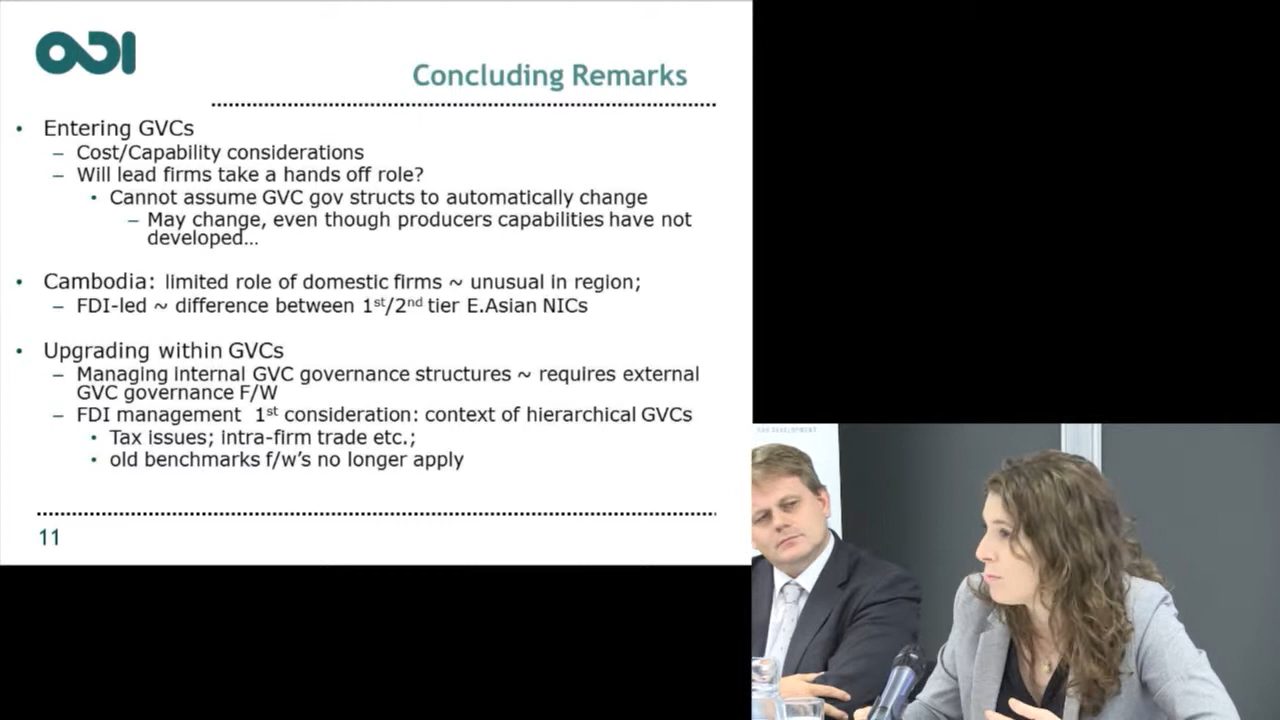 ODI
Concluding Remarks
• Entering GVCs
– Cost/Capability considerations
– Will lead firms take a hands off role?
• Cannot assume GVC gov structs to automatically change
– May change, even though producers capabilities have not
developed…
• Cambodia: limited role of domestic firms ~ unusual in region;
– FDI-led ~ difference between 1st/2nd tier E.Asian NICs
• Upgrading within GVCs
– Managing internal GVC governance structures ~ requires external
GVC governance F/W
– FDI management 1st consideration: context of hierarchical GVCs
• Tax issues; intra-firm trade etc.;
• old benchmarks f/w's no longer apply
11